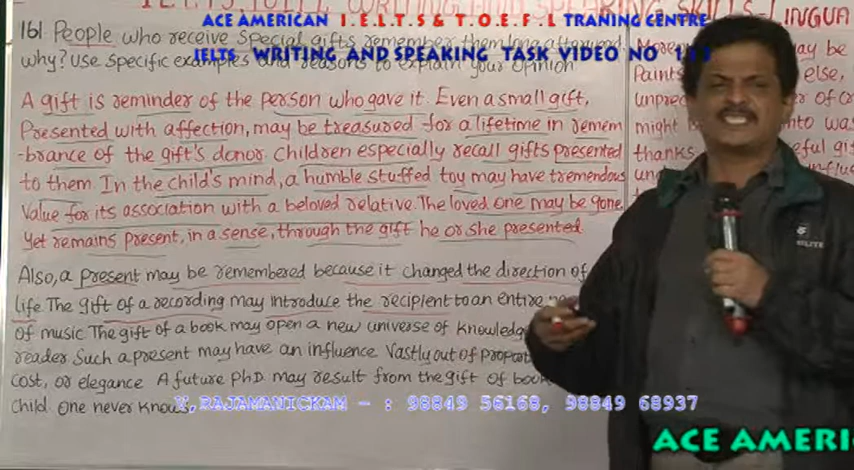 ACE AMERICAN I.E.L.T.S & T.O.E.F.L TRANING CENTRE
IELTS WRITING AND SPEAKING TASK VIDEO NO
LINGUA
161 People who receive special gifts remember them long afterward
why? Use specific examples and reasons to explain your opinion
A gift is reminder of the person who gave it. Even a small gift,
Presented with affection, may be treasured for a lifetime in remem
-brance of the gift's donor children especially recall gifts presented
to them. In the child's mind, a humble stuffed toy may have tremendous
value for its association with a beloved relative. The loved one may be gone.
Yet remains present, in a sense, through the gift he or she presented.
Also, a present may be remembered because it changed the direction of
life The gift of a recording may introduce the recipient to an entire
of music The gift of a book may open a new universe of
reader Such a present may have an influence vastly out of
cost, or elegance A future PhD may result from the gift of
child. One never knows.
may be
Paint else,
of
might be into
thanks
V.RAJAMANICKAM - : 98849 56168, 98849 68937
ELITE
ACE AMERI